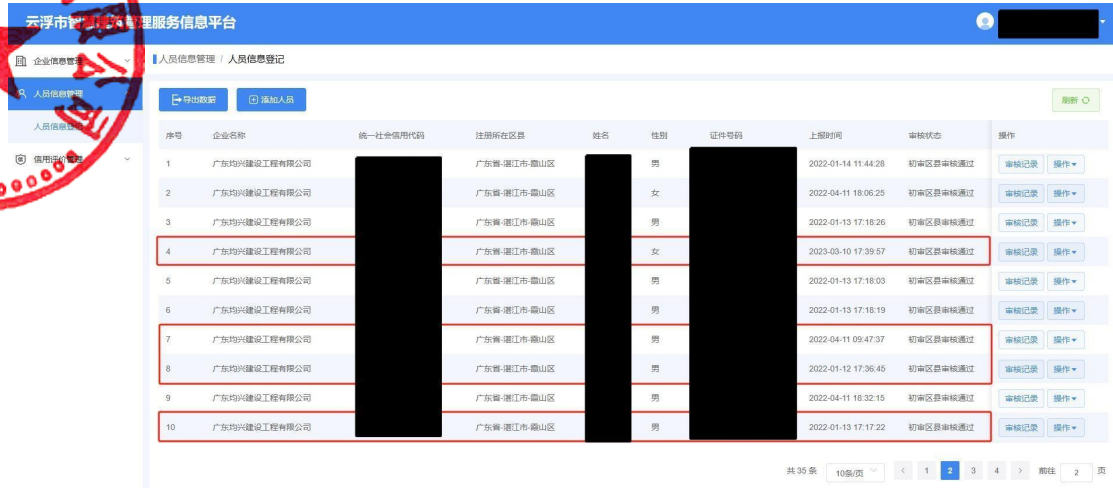 云浮市智 管理服务信息平台
企业信息管理
人员信息管理 / 人员信息登记
人员信息管理
导出数据
添加人员
刷新
人员信息登记
信用评价管理
序号 企业名称 统一社会信用代码 注册所在区县 姓名 性别 证件号码 上报时间 审核状态 操作
1 广东均兴建设工程有限公司 广东省-湛江市-霞山区 男 2022-01-14 11:44:28 初审区县审核通过 审核记录 操作
2 广东均兴建设工程有限公司 广东省-湛江市-霞山区 女 2022-04-11 18:06:25 初审区县审核通过 审核记录 操作
3 广东均兴建设工程有限公司 广东省-湛江市-霞山区 男 2022-01-13 17:18:26 初审区县审核通过 审核记录 操作
4 广东均兴建设工程有限公司 广东省-湛江市-霞山区 女 2023-03-10 17:39:57 初审区县审核通过 审核记录 操作
5 广东均兴建设工程有限公司 广东省-湛江市-霞山区 男 2022-01-13 17:18:03 初审区县审核通过 审核记录 操作
6 广东均兴建设工程有限公司 广东省-湛江市-霞山区 男 2022-01-13 17:18:19 初审区县审核通过 审核记录 操作
7 广东均兴建设工程有限公司 广东省-湛江市-霞山区 男 2022-04-11 09:47:37 初审区县审核通过 审核记录 操作
8 广东均兴建设工程有限公司 广东省-湛江市-霞山区 男 2022-01-12 17:36:45 初审区县审核通过 审核记录 操作
9 广东均兴建设工程有限公司 广东省-湛江市-霞山区 男 2022-04-11 18:32:15 初审区县审核通过 审核记录 操作
10 广东均兴建设工程有限公司 广东省-湛江市-霞山区 男 2022-01-13 17:17:22 初审区县审核通过 审核记录 操作
共 35 条 10条/页 < 1 2 3 4 > 前往 2 页